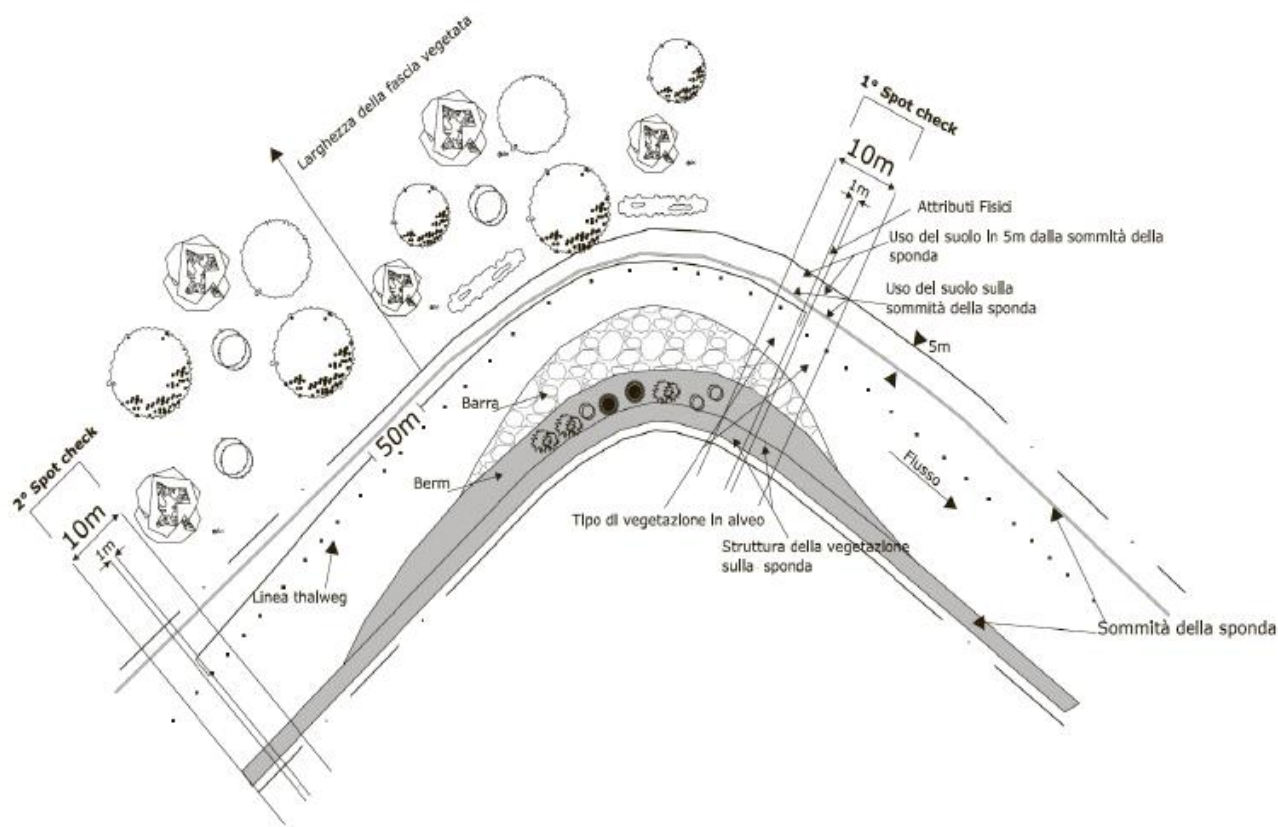 Larghezza della fascia vegetata
1° Spot check
10m
1m
Attributi Fisici
Uso del suolo in 5m dalla sommità della
sponda
Uso del suolo sulla
sommità della sponda
5m
Barra
50m
Berm
Flusso
2° Spot check
10m
1m
Tipo di vegetazione in alveo
Struttura della vegetazione
sulla sponda
Linea thalweg
Sommità della sponda